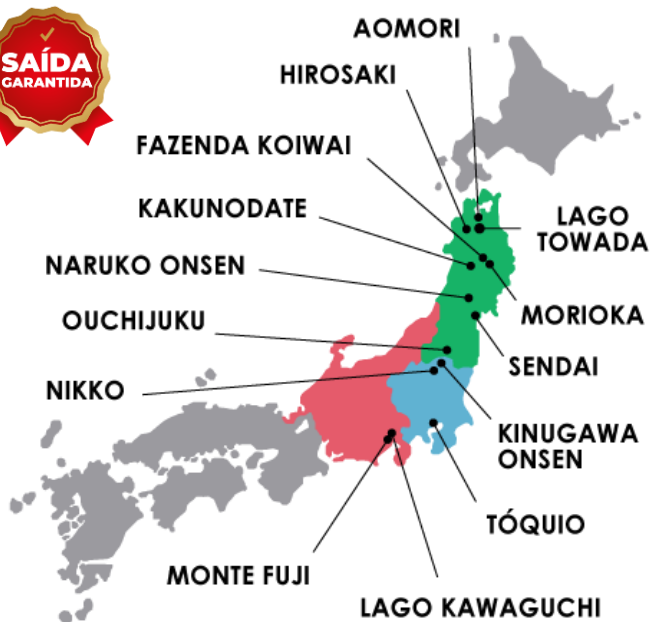 AOMORI
SAÍDA
GARANTIDA
HIROSAKI
FAZENDA KOIWAI
KAKUNODATE
LAGO
TOWADA
NARUKO ONSEN
MORIOKA
OUCHIJUKU
SENDAI
NIKKO
KINUGAWA
ONSEN
TÓQUIO
MONTE FUJI
LAGO KAWAGUCHI